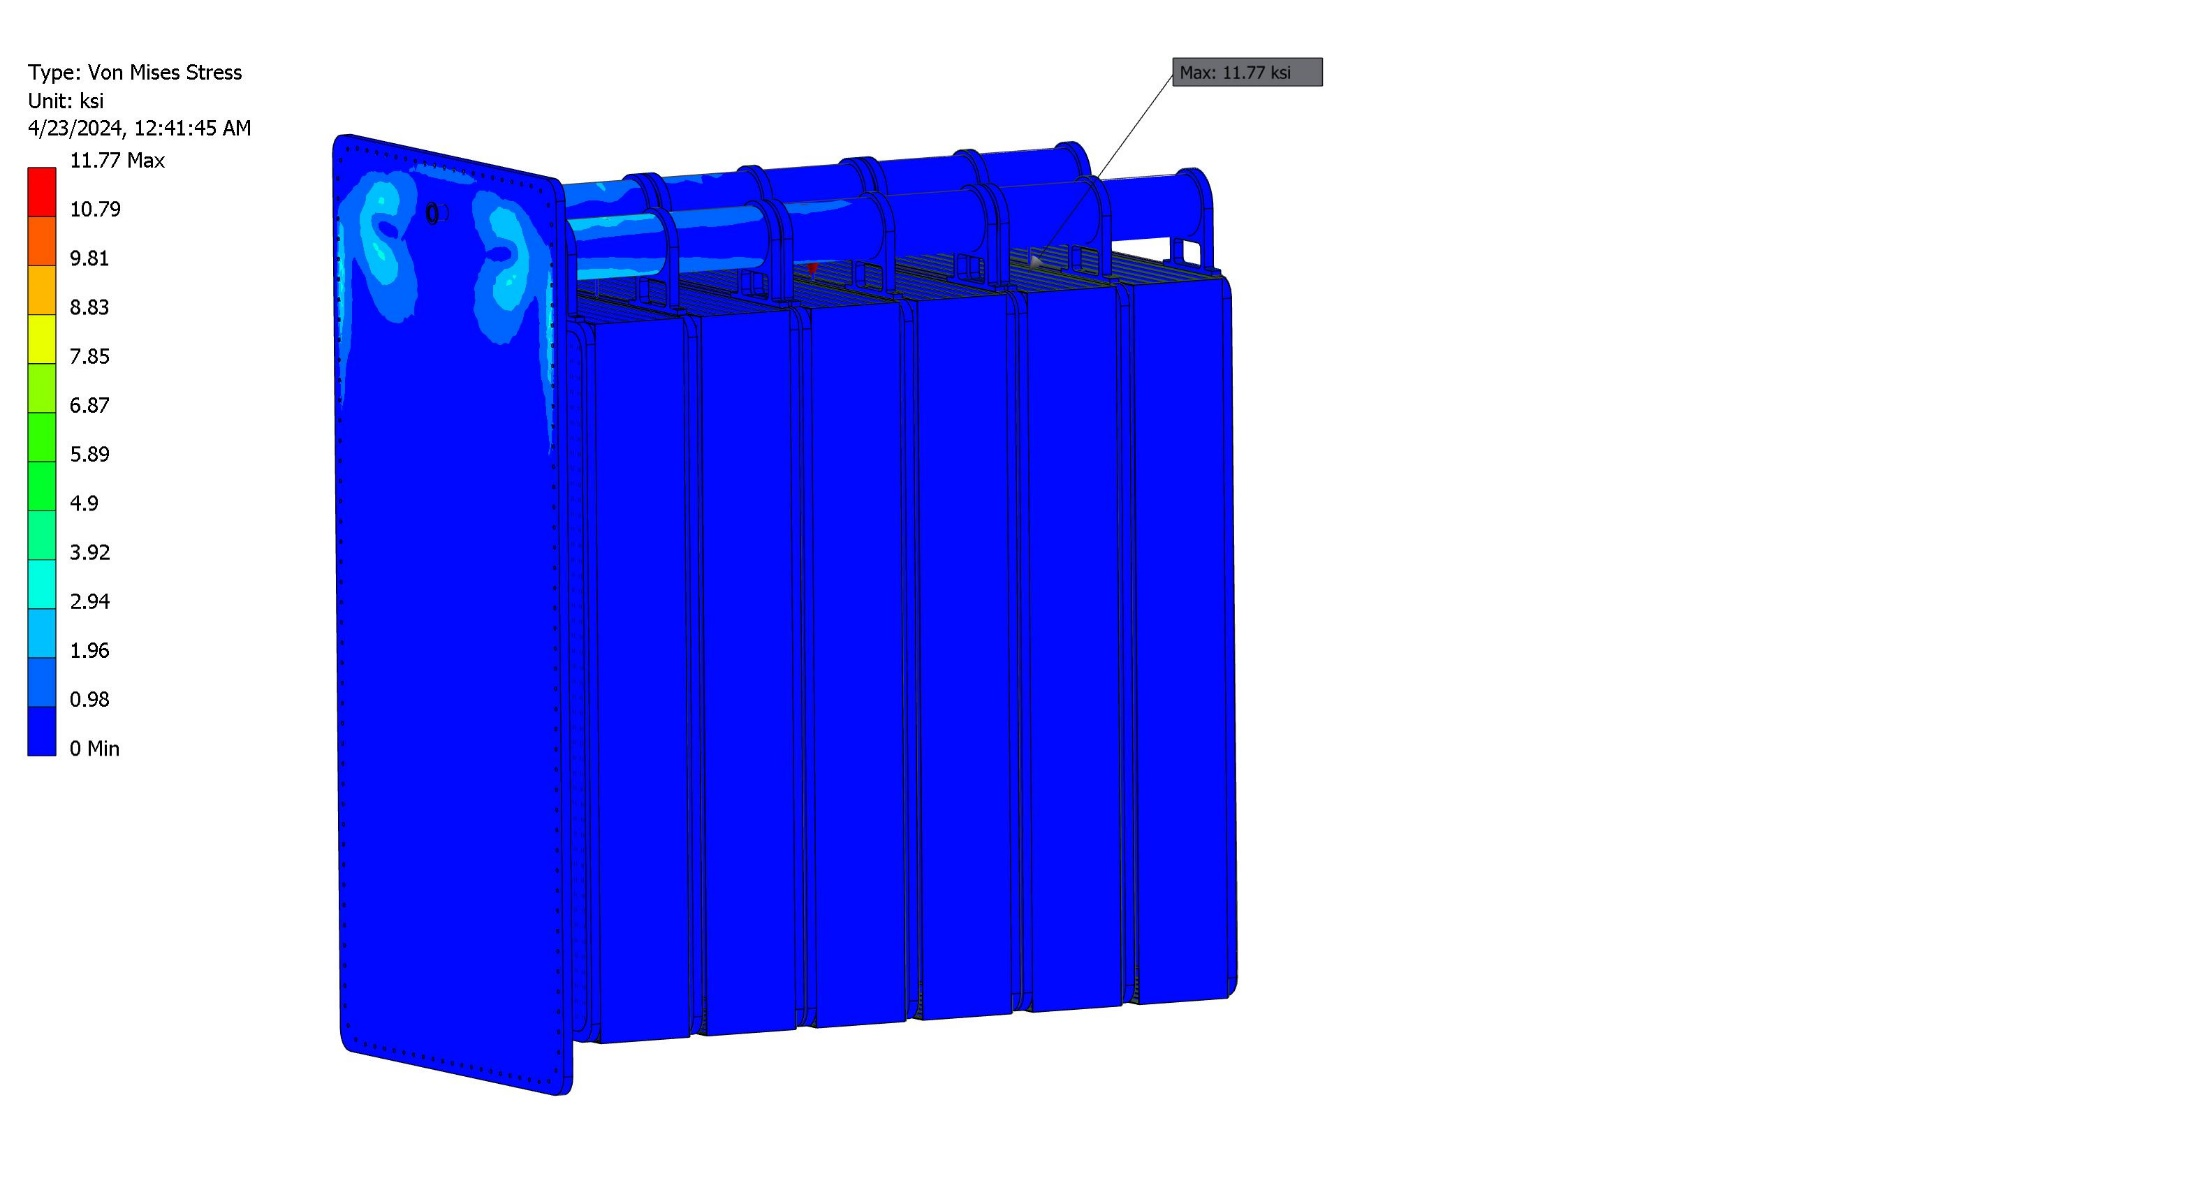 Type: Von Mises Stress
Unit: ksi
4/23/2024, 12:41:45 AM
11.77 Max
10.79
9.81
8.83
7.85
6.87
5.89
4.9
3.92
2.94
1.96
0.98
0 Min
Max: 11.77 ksi